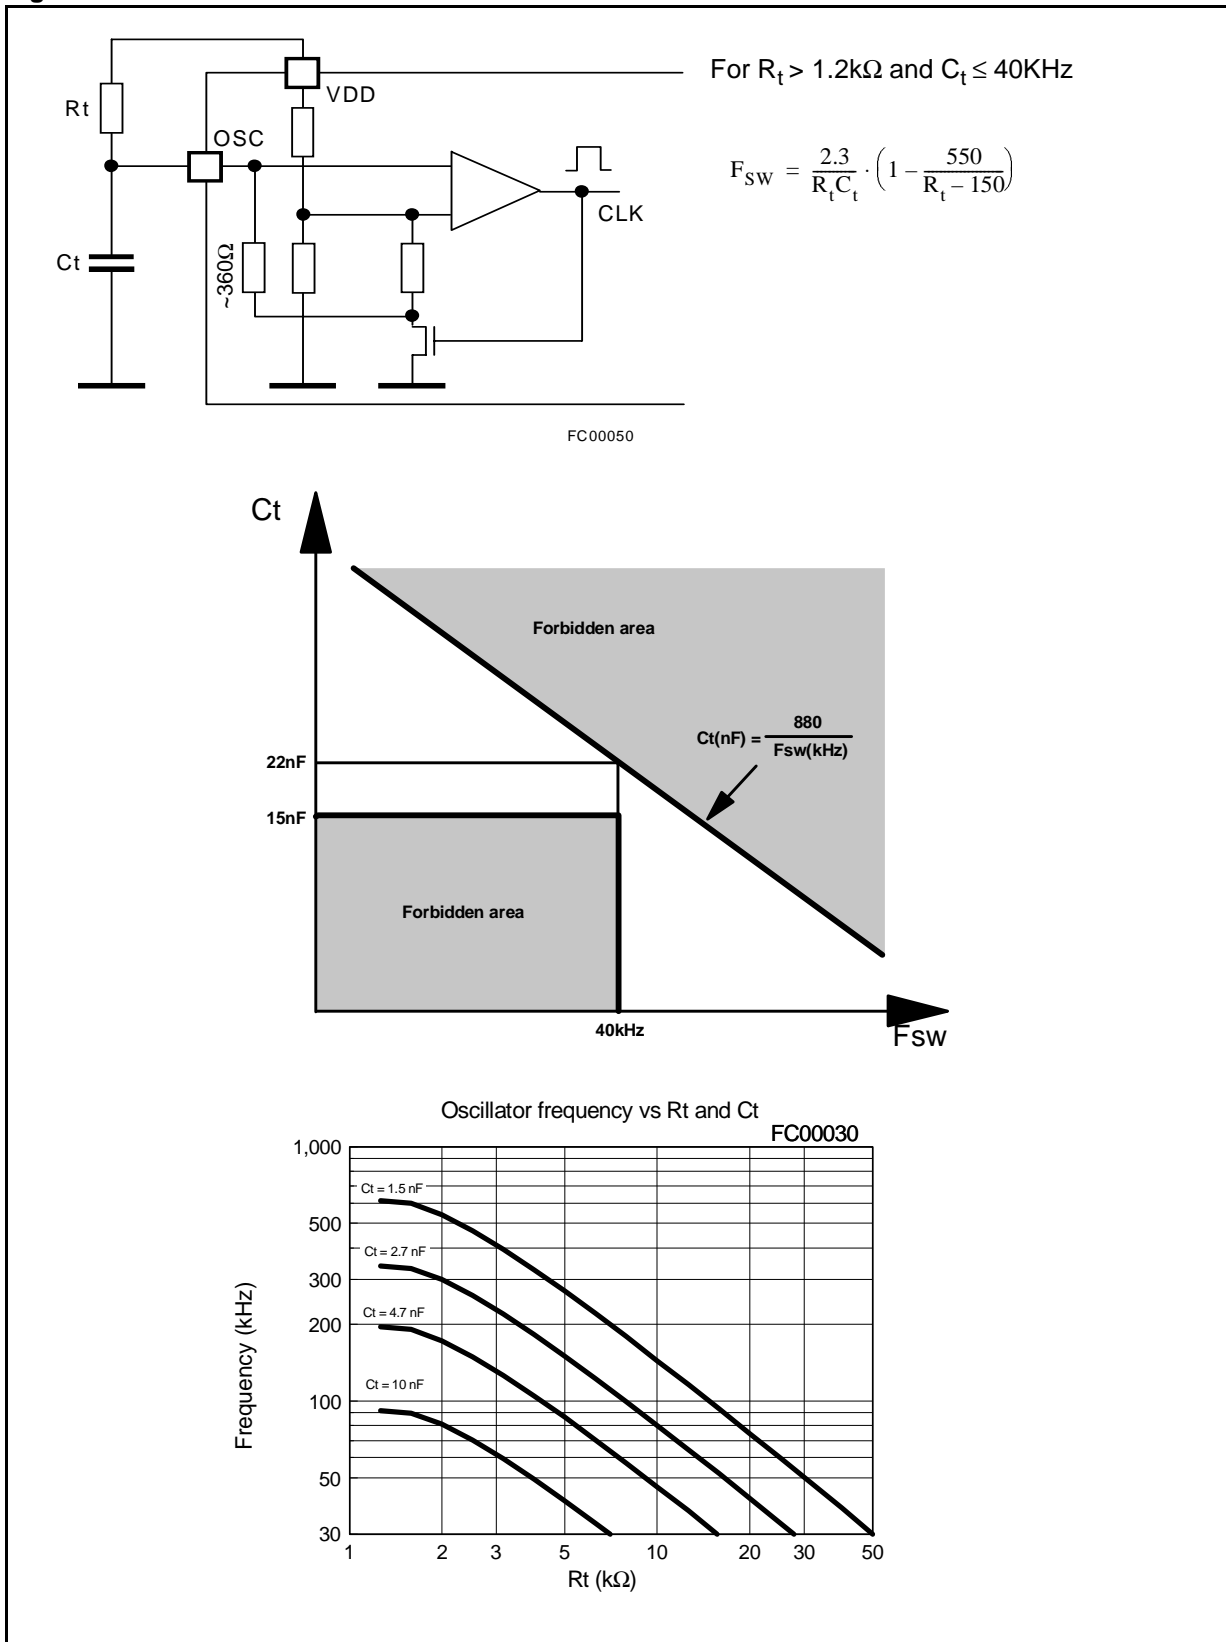 For Rt > 1.2kΩ and Ct ≤ 40KHz
VDD
Rt
OSC
FSW = 2.3 / RtCt · (1 − 550 / Rt − 150)
CLK
Ct
~360Ω
FC00050
Ct
Forbidden area
Ct(nF) = 880 / Fsw(kHz)
22nF
15nF
Forbidden area
40kHz
Fsw
Oscillator frequency vs Rt and Ct
FC00030
1,000
Ct = 1.5 nF
500
Ct = 2.7 nF
300
Ct = 4.7 nF
200
Ct = 10 nF
100
50
30
Frequency (kHz)
1 2 3 5 10 20 30 50
Rt (kΩ)